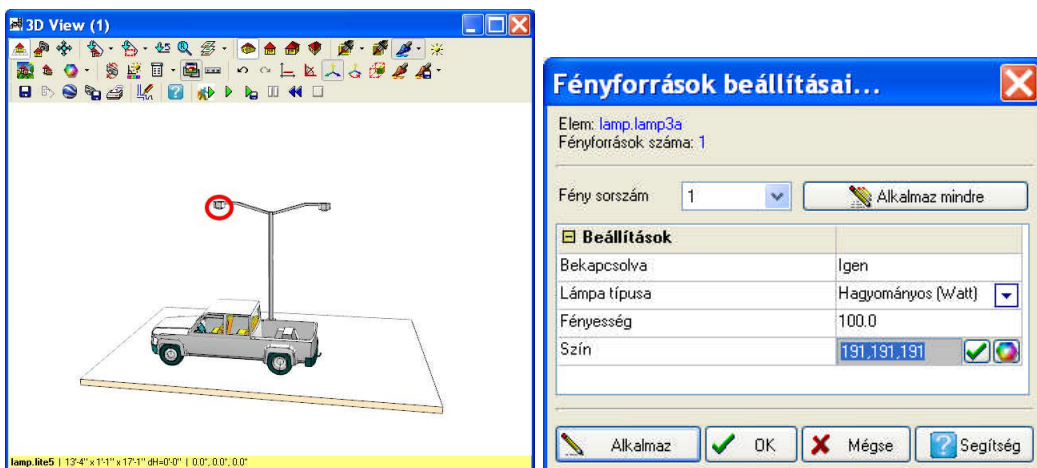 3D View (1)
lamp.lite5 | 13'-4" x 1'-1" x 17'-1" dH=0'-0" | 0.0°, 0.0°, 0.0°
Fényforrások beállításai...
Elem: lamp.lamp3a
Fényforrások száma: 1
Fény sorszám 1 Alkalmaz mindre
Beállítások
Bekapcsolva Igen
Lámpa típusa Hagyományos (Watt)
Fényesség 100.0
Szín 191,191,191
Alkalmaz OK Mégse Segítség